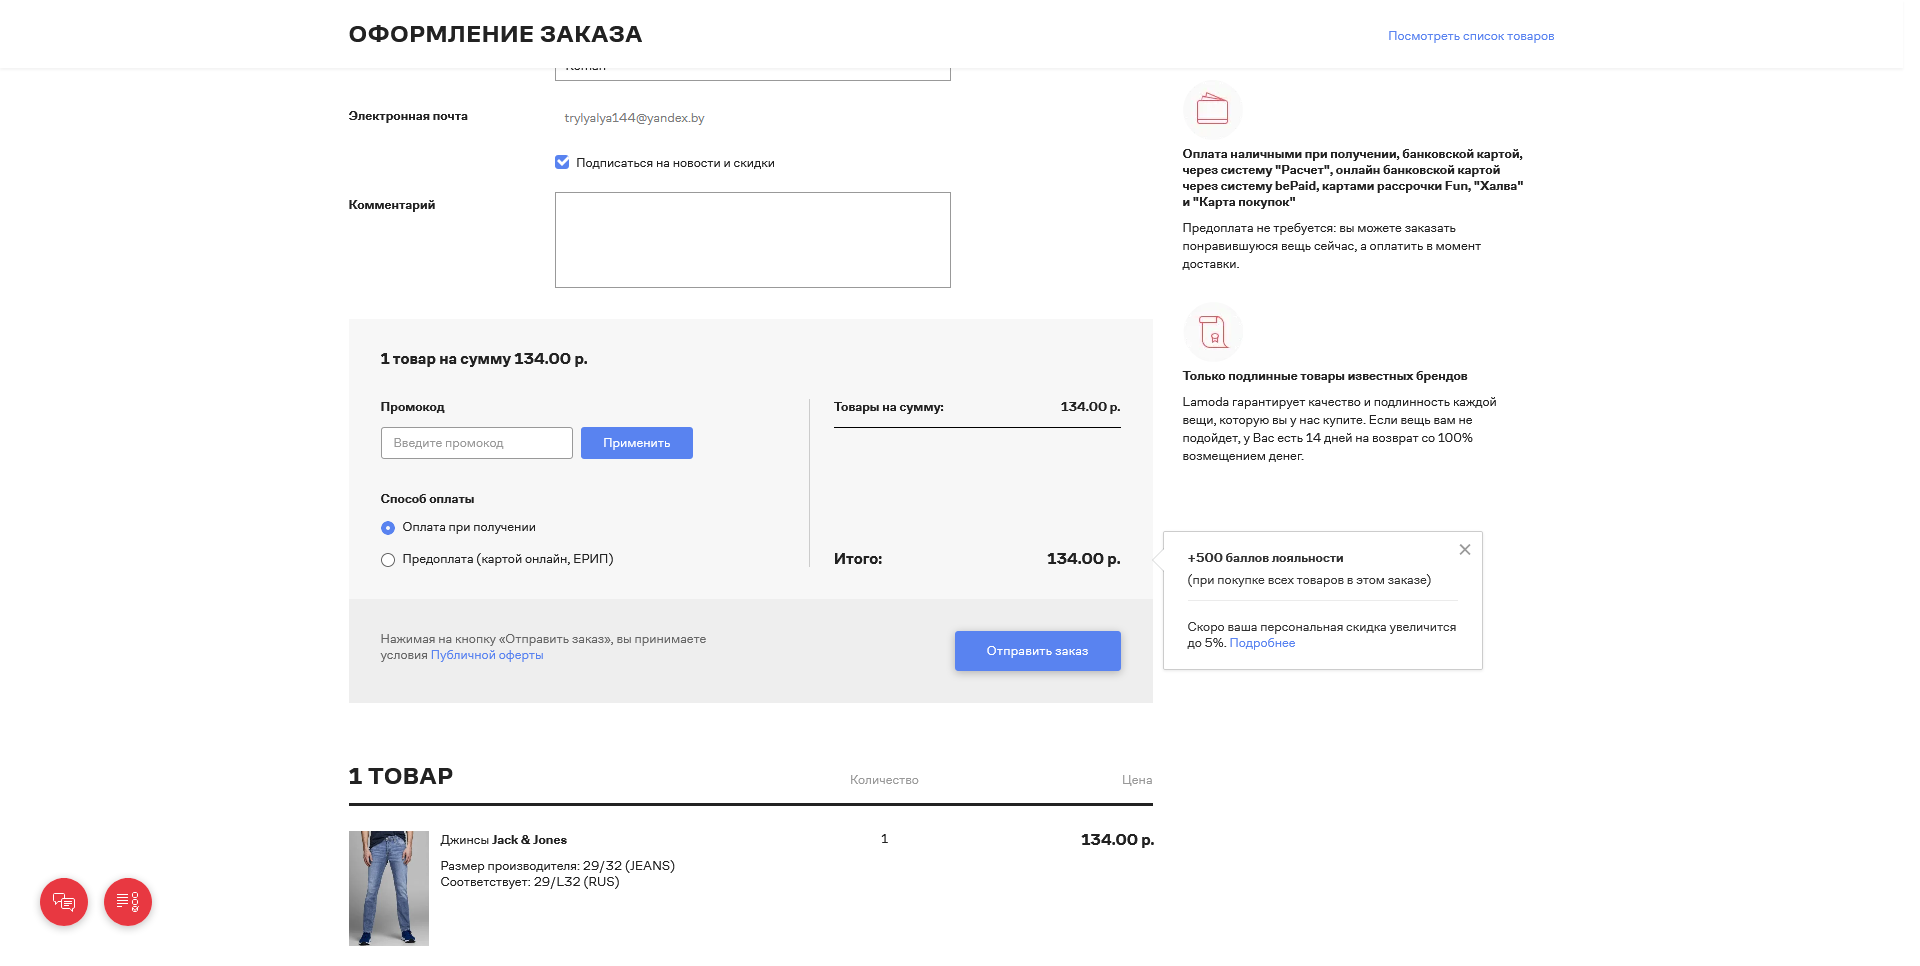 ОФОРМЛЕНИЕ ЗАКАЗА
Посмотреть список товаров
Электронная почта
trylyalya144@yandex.by
Подписаться на новости и скидки
Комментарий
1 товар на сумму 134.00 р.
Промокод
Введите промокод
Применить
Способ оплаты
Оплата при получении
Предоплата (картой онлайн, ЕРИП)
Товары на сумму: 134.00 р.
Итого: 134.00 р.
Нажимая на кнопку «Отправить заказ», вы принимаете
условия Публичной оферты
Отправить заказ
Оплата наличными при получении, банковской картой,
через систему "Расчет", онлайн банковской картой
через систему bePaid, картами рассрочки Fun, "Халва"
и "Карта покупок"
Предоплата не требуется: вы можете заказать
понравившуюся вещь сейчас, а оплатить в момент
доставки.
Только подлинные товары известных брендов
Lamoda гарантирует качество и подлинность каждой
вещи, которую вы у нас купите. Если вещь вам не
подойдет, у Вас есть 14 дней на возврат со 100%
возмещением денег.
+500 баллов лояльности
(при покупке всех товаров в этом заказе)
Скоро ваша персональная скидка увеличится
до 5%. Подробнее
1 ТОВАР
Количество
Цена
Джинсы Jack & Jones
1
134.00 р.
Размер производителя: 29/32 (JEANS)
Соответствует: 29/L32 (RUS)